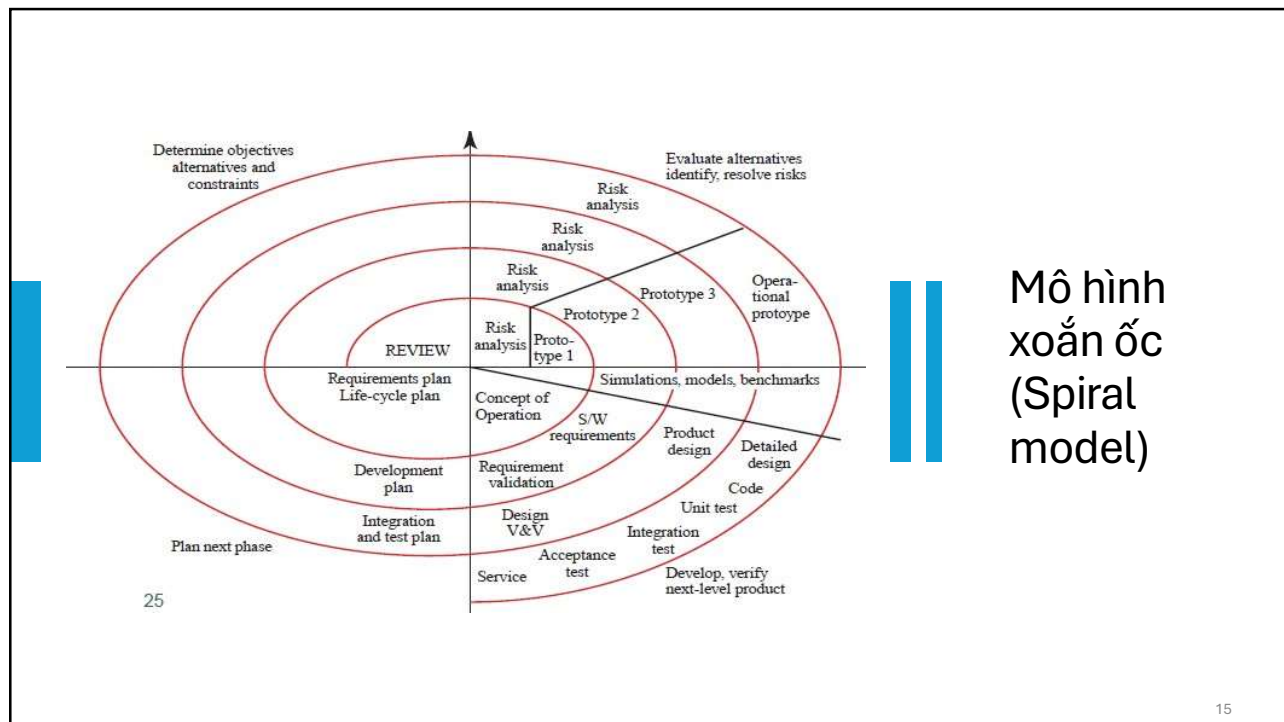 Determine objectives
alternatives and
constraints
Evaluate alternatives
identify, resolve risks
Risk
analysis
Risk
analysis
Risk
analysis
Risk
analysis
Proto-
type 1
Prototype 2
Prototype 3
Opera-
tional
protoype
REVIEW
Requirements plan
Life-cycle plan
Simulations, models, benchmarks
Concept of
Operation
S/W
requirements
Product
design
Detailed
design
Development
plan
Requirement
validation
Code
Unit test
Integration
and test plan
Design
V&V
Integration
test
Plan next phase
Acceptance
test
Service
Develop, verify
next-level product
25
Mô hình
xoắn ốc
(Spiral
model)
15